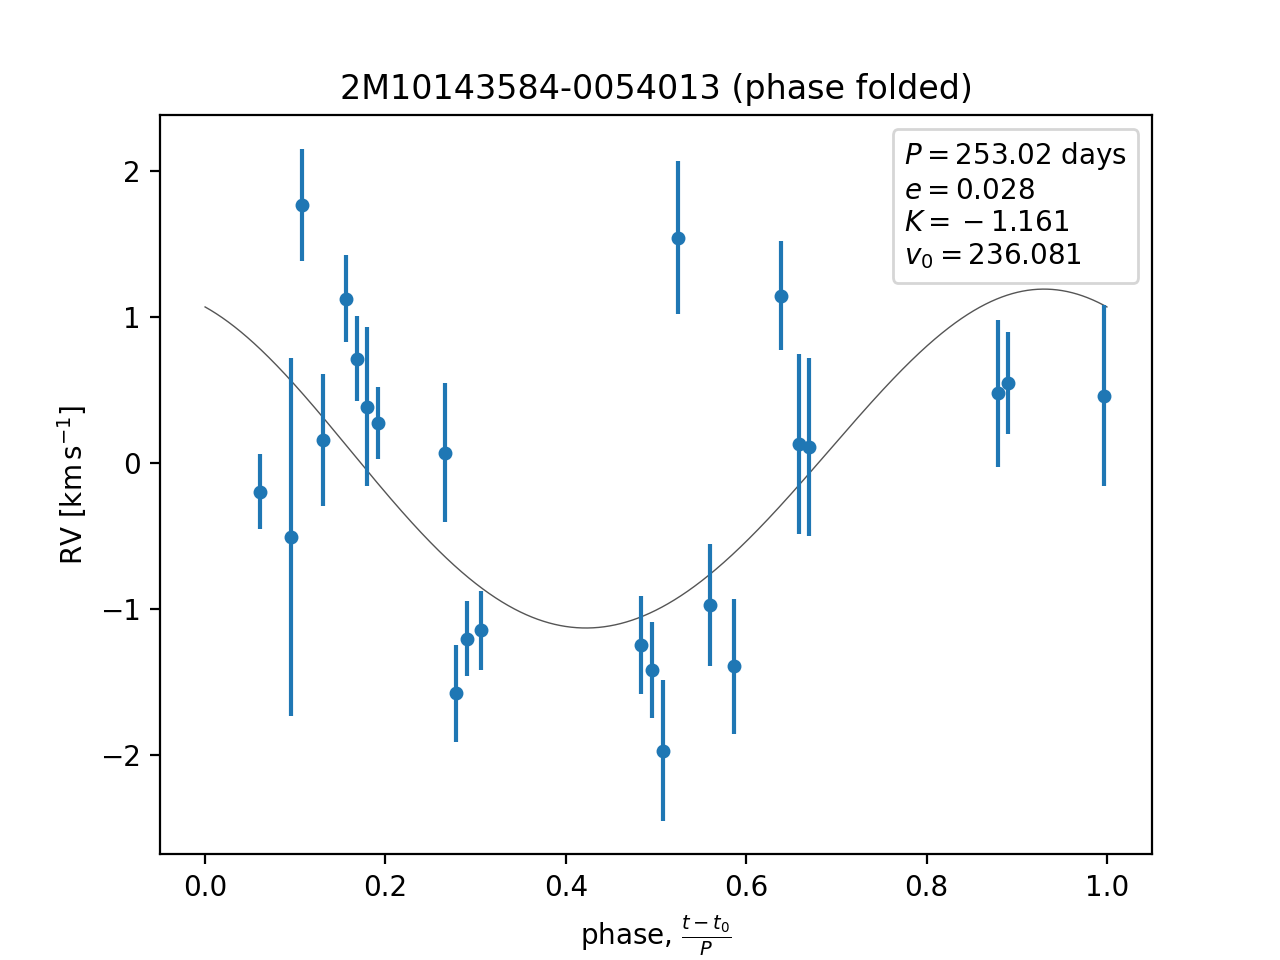 2M10143584-0054013 (phase folded)
P = 253.02 days
e = 0.028
K = −1.161
v₀ = 236.081
2
1
0
−1
−2
RV [km s⁻¹]
0.0 0.2 0.4 0.6 0.8 1.0
phase, (t − t₀)/P